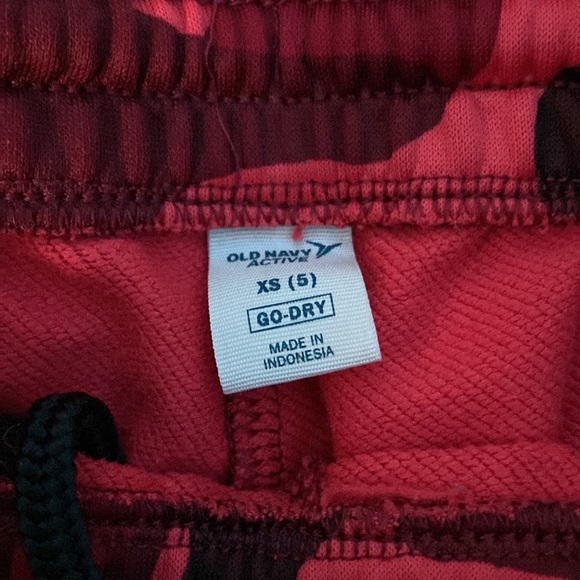 OLD NAVY
ACTIVE
XS (5)
GO-DRY
MADE IN
INDONESIA